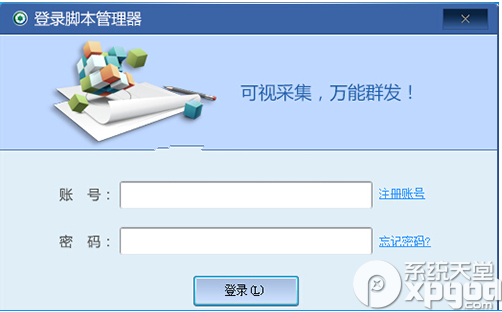 登录脚本管理器
可视采集，万能群发！
账 号：
注册账号
密 码：
忘记密码?
登录(L)
系统天堂
xpgod